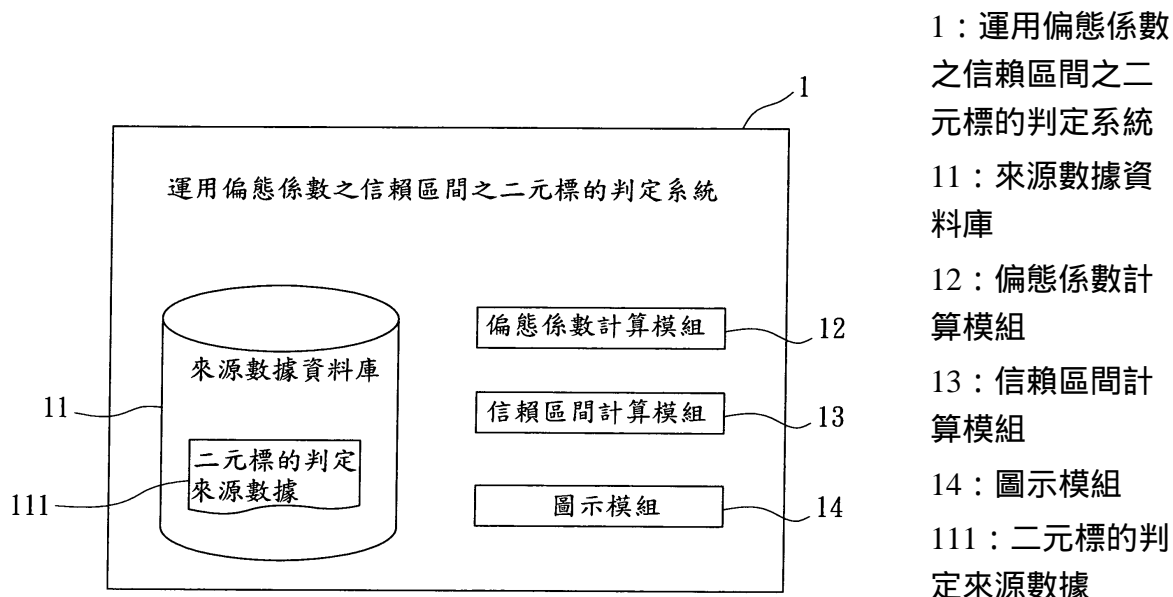 1
運用偏態係數之信賴區間之二元標的判定系統
來源數據資料庫
11
二元標的判定
來源數據
111
偏態係數計算模組
12
信賴區間計算模組
13
圖示模組
14
1：運用偏態係數
之信賴區間之二
元標的判定系統
11：來源數據資
料庫
12：偏態係數計
算模組
13：信賴區間計
算模組
14：圖示模組
111：二元標的判
定來源數據